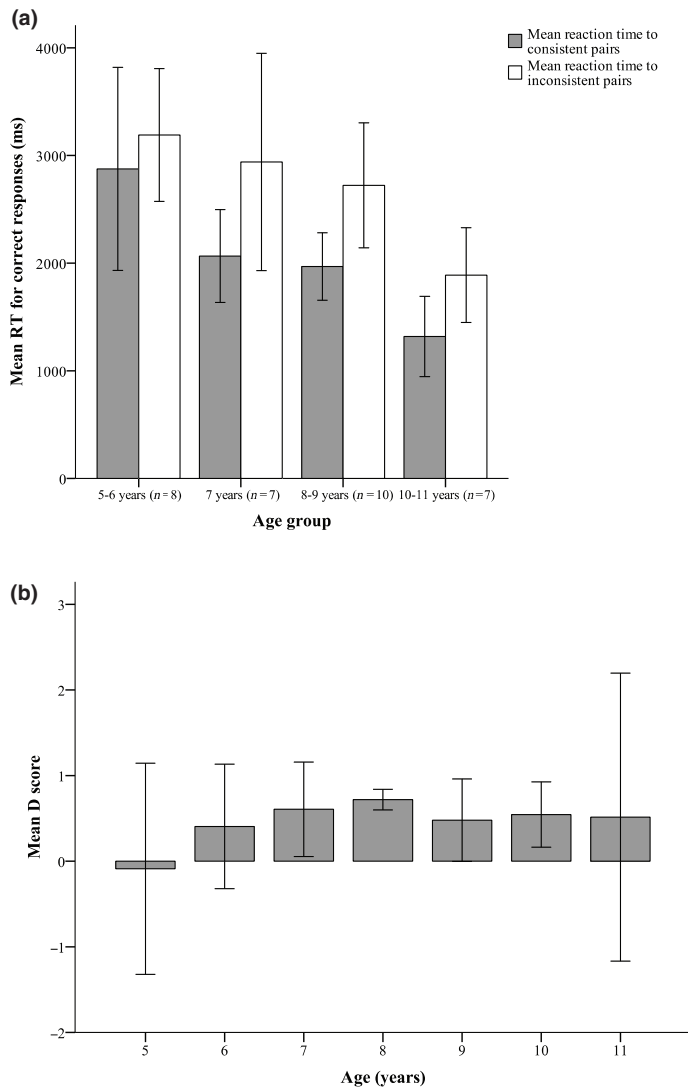 (a)
Mean reaction time to
consistent pairs
Mean reaction time to
inconsistent pairs
4000
3000
2000
1000
0
Mean RT for correct responses (ms)
5-6 years (n = 8) 7 years (n = 7) 8-9 years (n = 10) 10-11 years (n = 7)
Age group
(b)
3
2
1
0
−1
−2
Mean D score
5 6 7 8 9 10 11
Age (years)